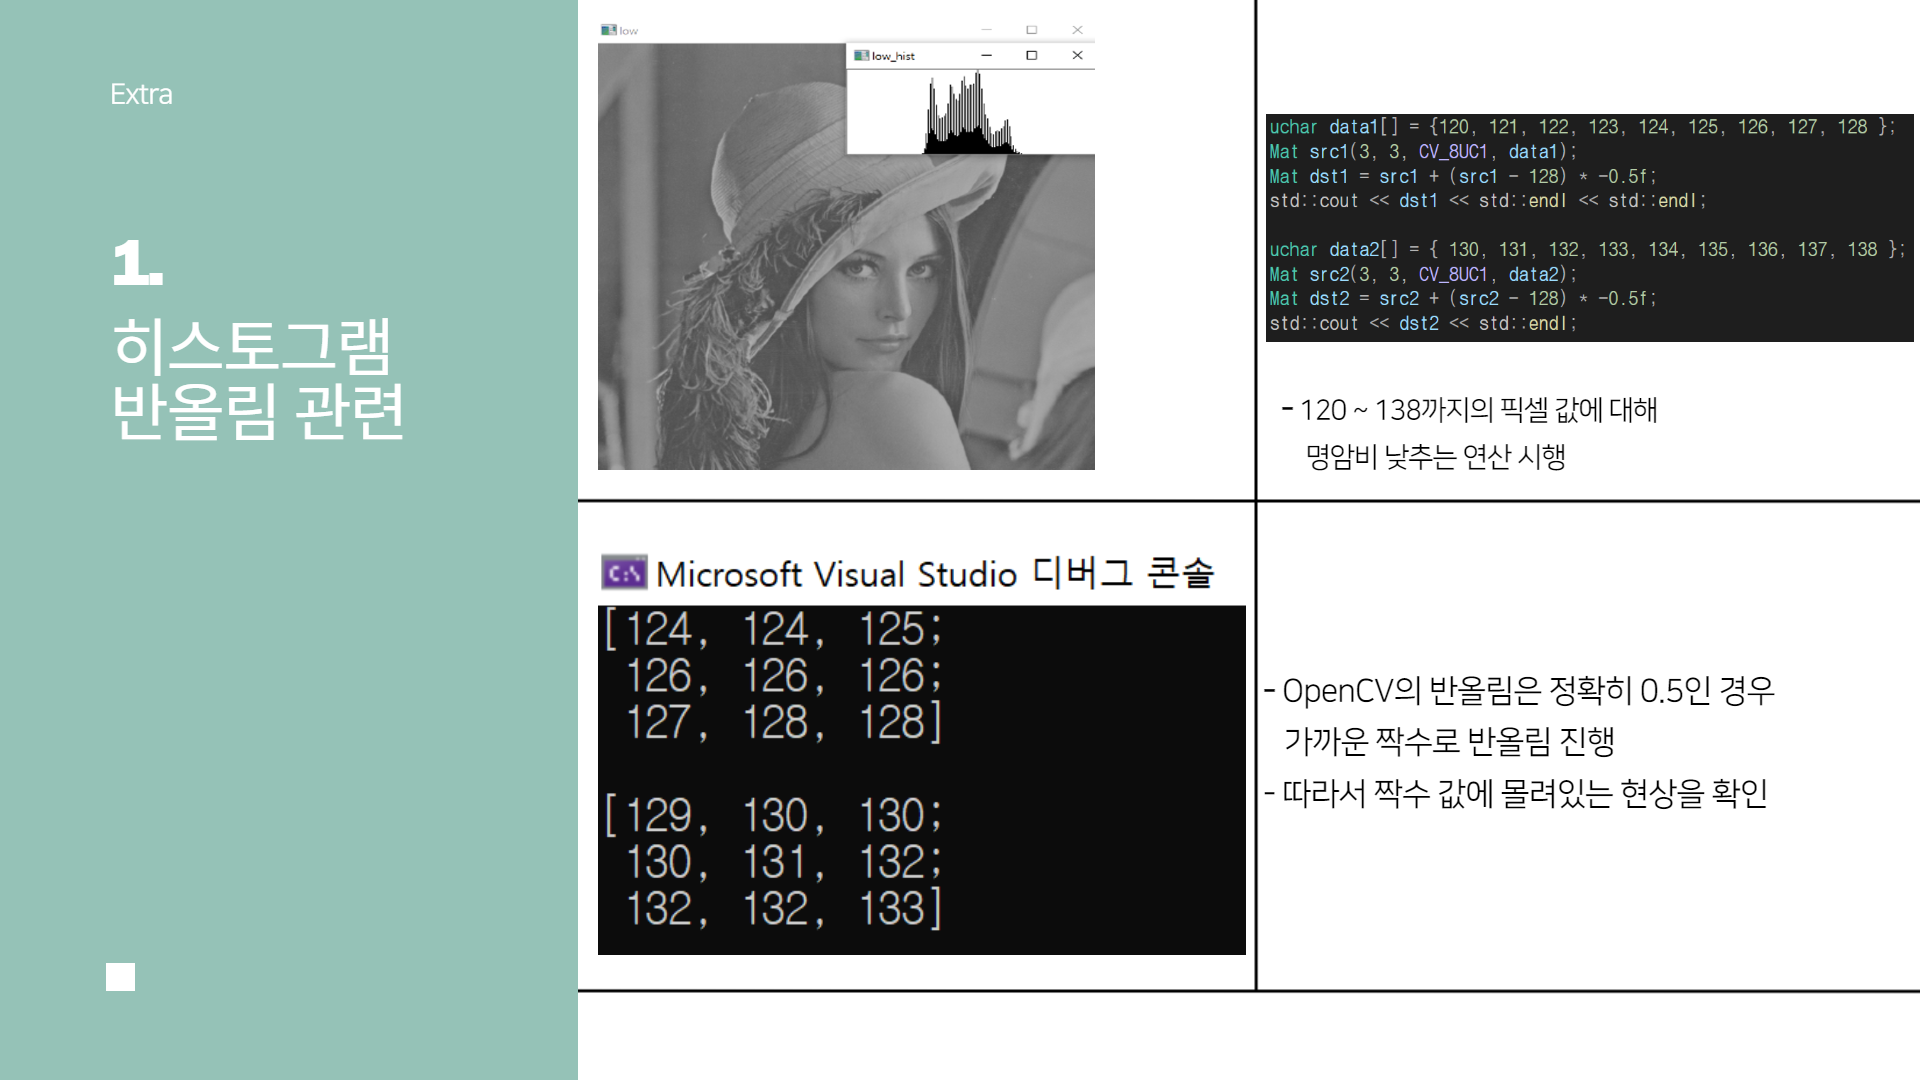 Extra
1.
히스토그램
반올림 관련
low
low_hist
uchar data1[] = {120, 121, 122, 123, 124, 125, 126, 127, 128 };
Mat src1(3, 3, CV_8UC1, data1);
Mat dst1 = src1 + (src1 - 128) * -0.5f;
std::cout << dst1 << std::endl << std::endl;
uchar data2[] = { 130, 131, 132, 133, 134, 135, 136, 137, 138 };
Mat src2(3, 3, CV_8UC1, data2);
Mat dst2 = src2 + (src2 - 128) * -0.5f;
std::cout << dst2 << std::endl;
- 120 ~ 138까지의 픽셀 값에 대해
명암비 낮추는 연산 시행
C:\ Microsoft Visual Studio 디버그 콘솔
[124, 124, 125;
126, 126, 126;
127, 128, 128]
[129, 130, 130;
130, 131, 132;
132, 132, 133]
- OpenCV의 반올림은 정확히 0.5인 경우
가까운 짝수로 반올림 진행
- 따라서 짝수 값에 몰려있는 현상을 확인